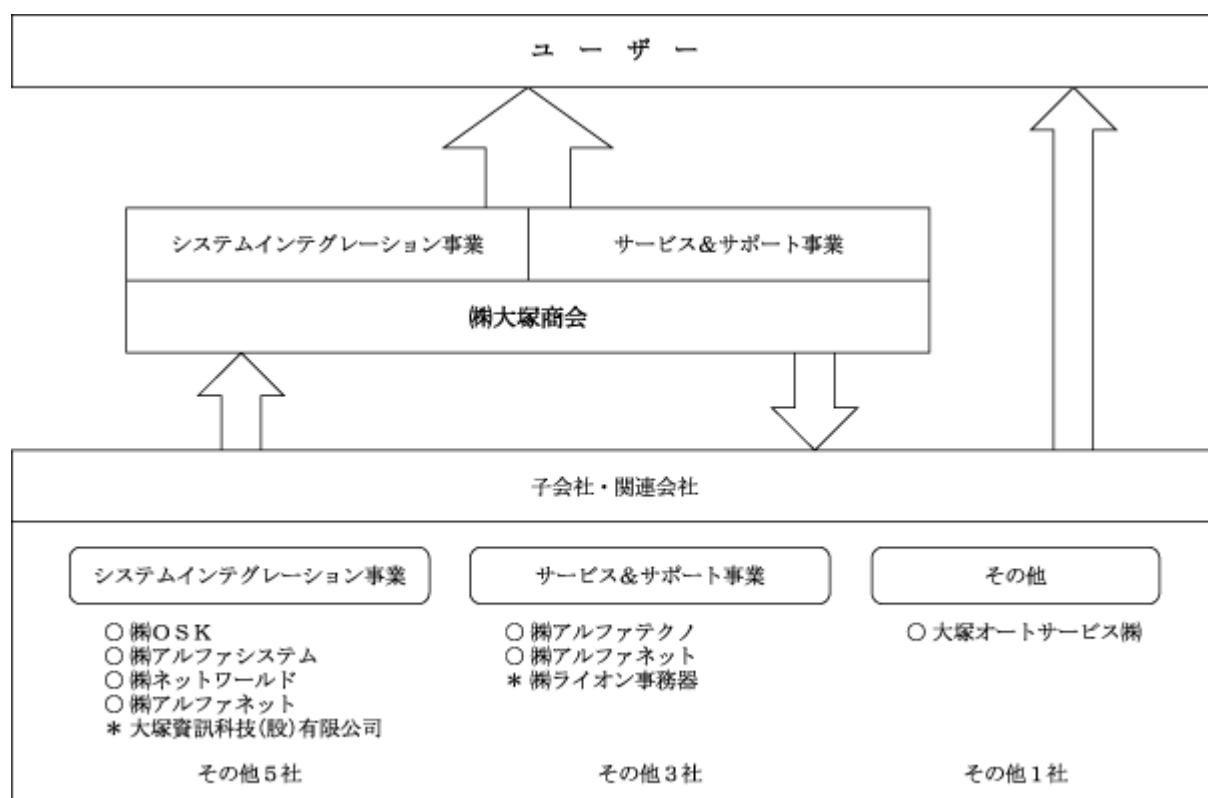 ユーザー
システムインテグレーション事業
サービス&サポート事業
㈱大塚商会
子会社・関連会社
システムインテグレーション事業
○㈱OSK
○㈱アルファシステム
○㈱ネットワールド
○㈱アルファネット
* 大塚資訊科技(股)有限公司
その他5社
サービス&サポート事業
○㈱アルファテクノ
○㈱アルファネット
* ㈱ライオン事務器
その他3社
その他
○大塚オートサービス㈱
その他1社